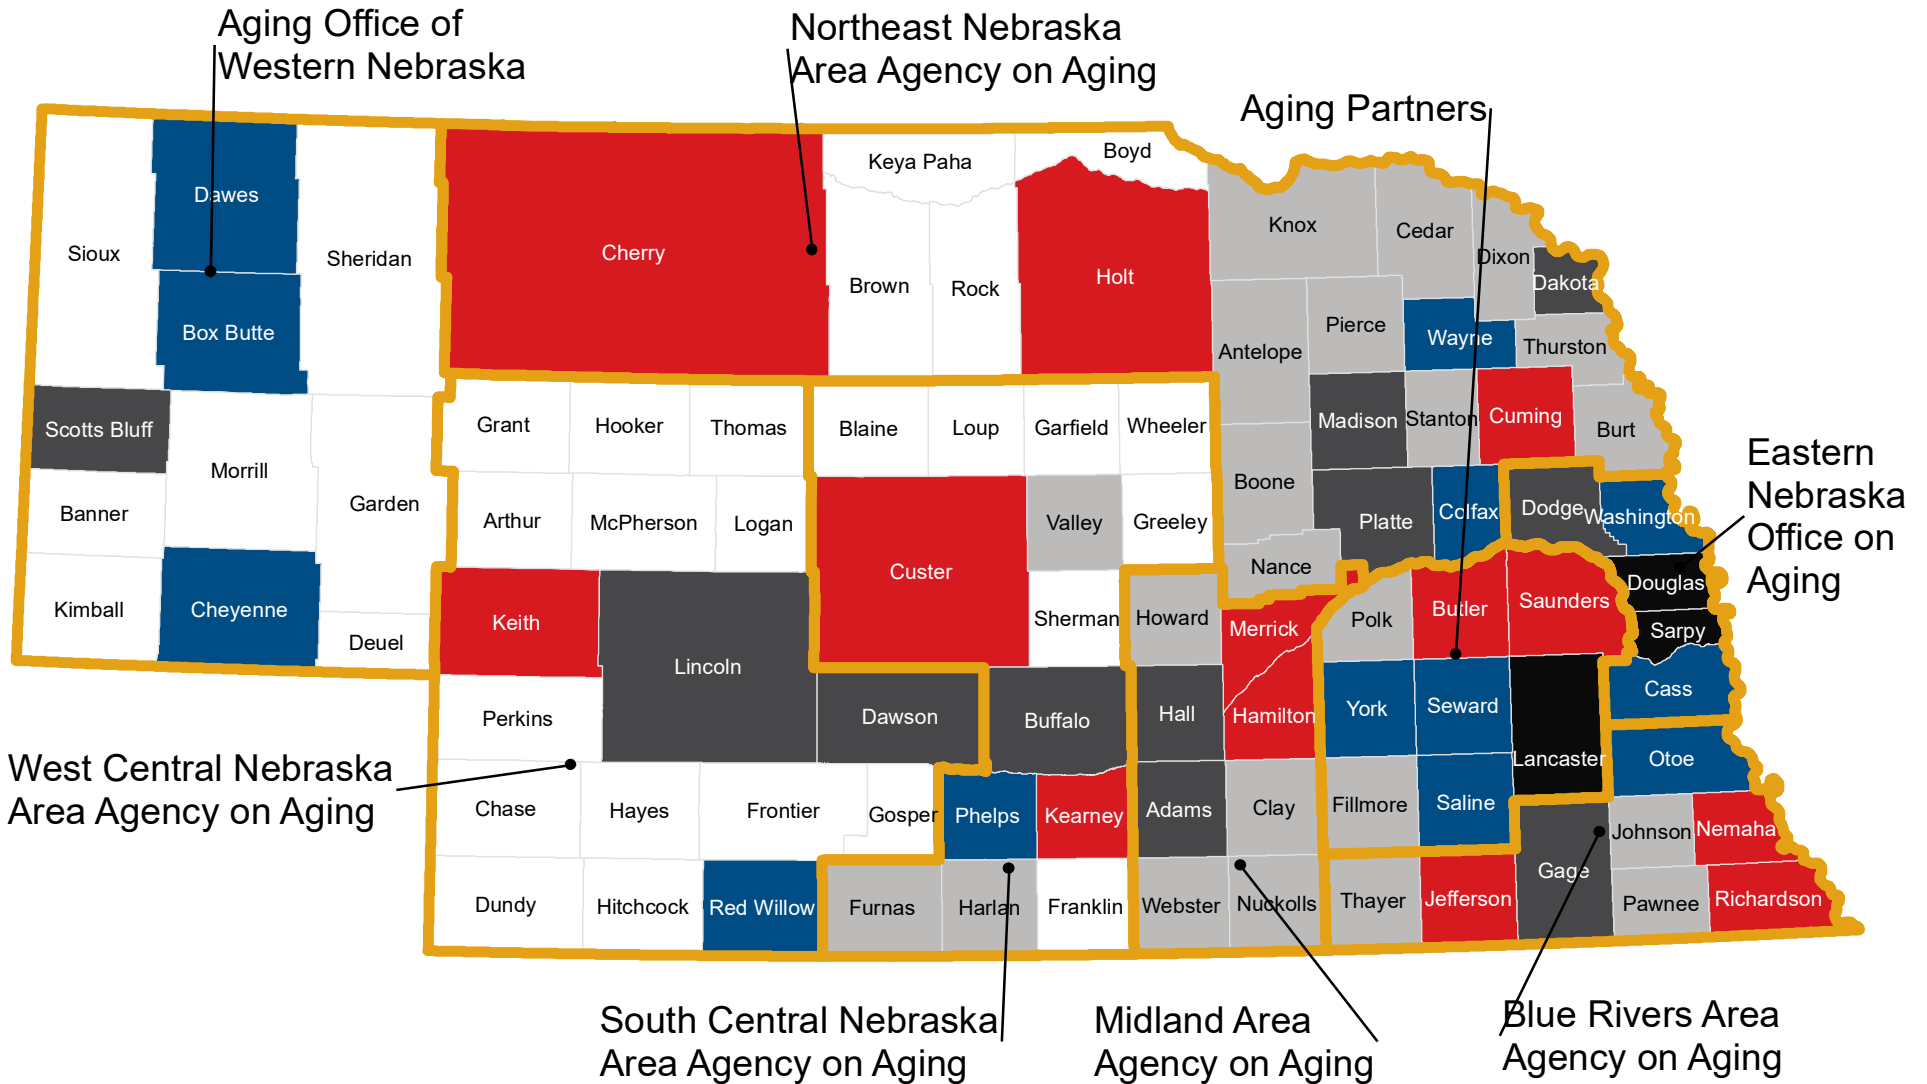 Aging Office of
Western Nebraska
Northeast Nebraska
Area Agency on Aging
Aging Partners
Keya Paha
Boyd
Dawes
Knox
Cedar
Sioux
Sheridan
Cherry
Dixon
Brown
Rock
Holt
Dakota
Box Butte
Pierce
Wayne
Antelope
Thurston
Scotts Bluff
Grant
Hooker
Thomas
Blaine
Loup
Garfield
Wheeler
Madison
Stanton
Cuming
Burt
Morrill
Boone
Eastern
Nebraska
Office on
Aging
Banner
Garden
Arthur
McPherson
Logan
Valley
Greeley
Platte
Colfax
Dodge
Washington
Custer
Nance
Douglas
Kimball
Cheyenne
Keith
Sherman
Howard
Merrick
Polk
Butler
Saunders
Sarpy
Deuel
Lincoln
Perkins
Dawson
Buffalo
Hall
Hamilton
York
Seward
Cass
Lancaster
Otoe
West Central Nebraska
Area Agency on Aging
Chase
Hayes
Frontier
Gosper
Phelps
Kearney
Adams
Clay
Fillmore
Saline
Johnson
Nemaha
Gage
Dundy
Hitchcock
Red Willow
Furnas
Harlan
Franklin
Webster
Nuckolls
Thayer
Jefferson
Pawnee
Richardson
South Central Nebraska
Area Agency on Aging
Midland Area
Agency on Aging
Blue Rivers Area
Agency on Aging